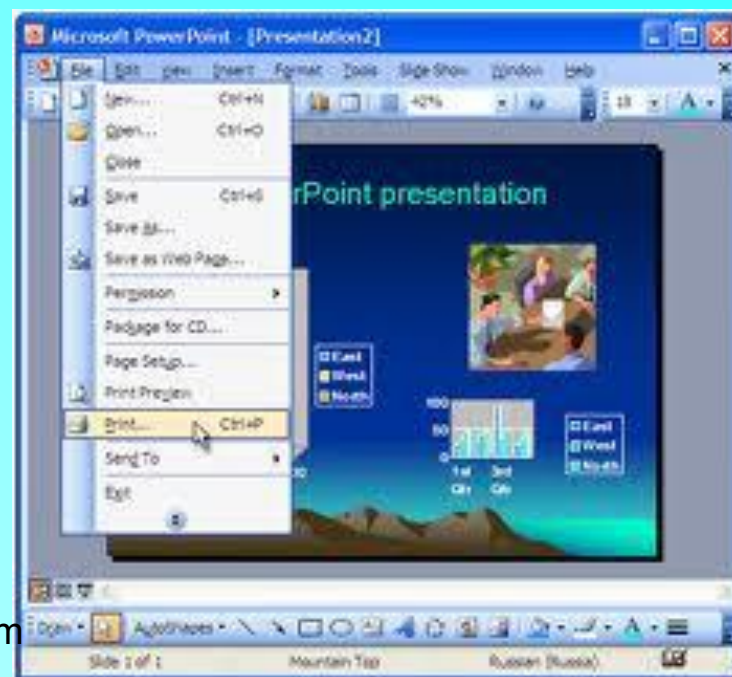 Microsoft PowerPoint - [Presentation2]
File Edit View Insert Format Tools Slide Show Window Help
42% 18 A
New... Ctrl+N
Open... Ctrl+O
Close
Save Ctrl+S
Save As...
Save as Web Page...
Permission
Package for CD...
Page Setup...
Print Preview
Print... Ctrl+P
Send To
Exit
rPoint presentation
East
West
North
100
50
0
1st Qtr
3rd Qtr
East
West
North
m
Draw AutoShapes A
Slide 1 of 1 Mountain Top Russian (Russia)